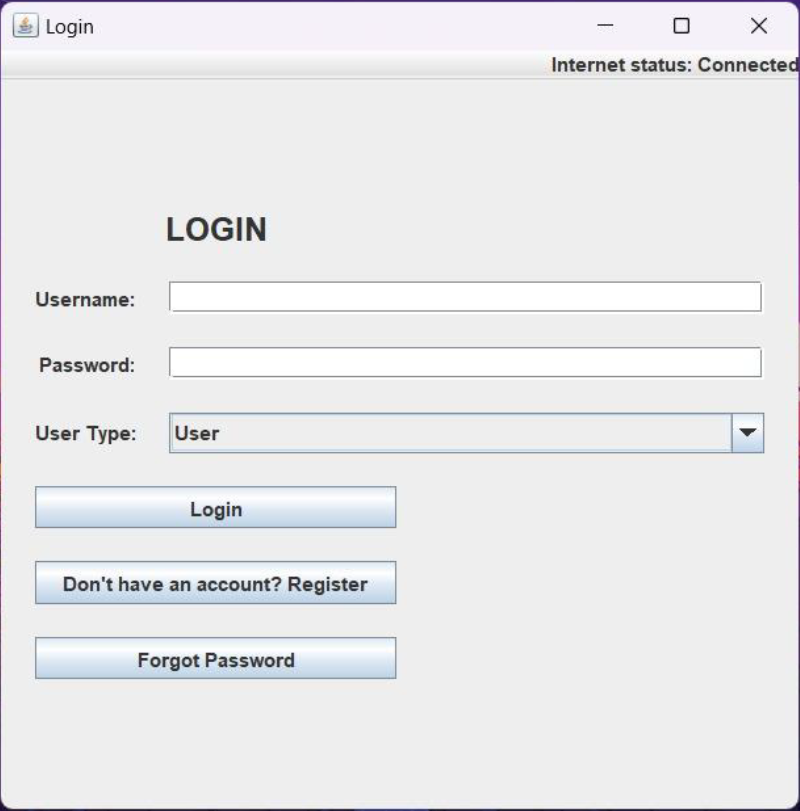 Login
Internet status: Connected
LOGIN
Username:
Password:
User Type: User
Login
Don't have an account? Register
Forgot Password